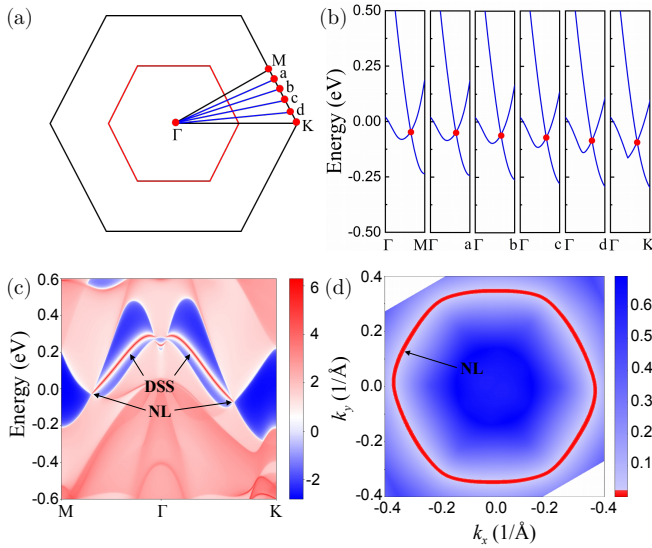 (a)
M
a
b
c
d
Γ
K
(b)
Energy (eV)
0.50
0.25
0.00
-0.25
-0.50
Γ M Γ a Γ b Γ c Γ d Γ K
(c)
Energy (eV)
0.6
0.4
0.2
0.0
-0.2
-0.4
-0.6
DSS
NL
M Γ K
6
4
2
0
-2
(d)
k_y (1/Å)
0.4
0.2
0.0
-0.2
-0.4
NL
-0.4 -0.2 0.0 -0.2 -0.4
k_x (1/Å)
0.6
0.5
0.4
0.3
0.2
0.1